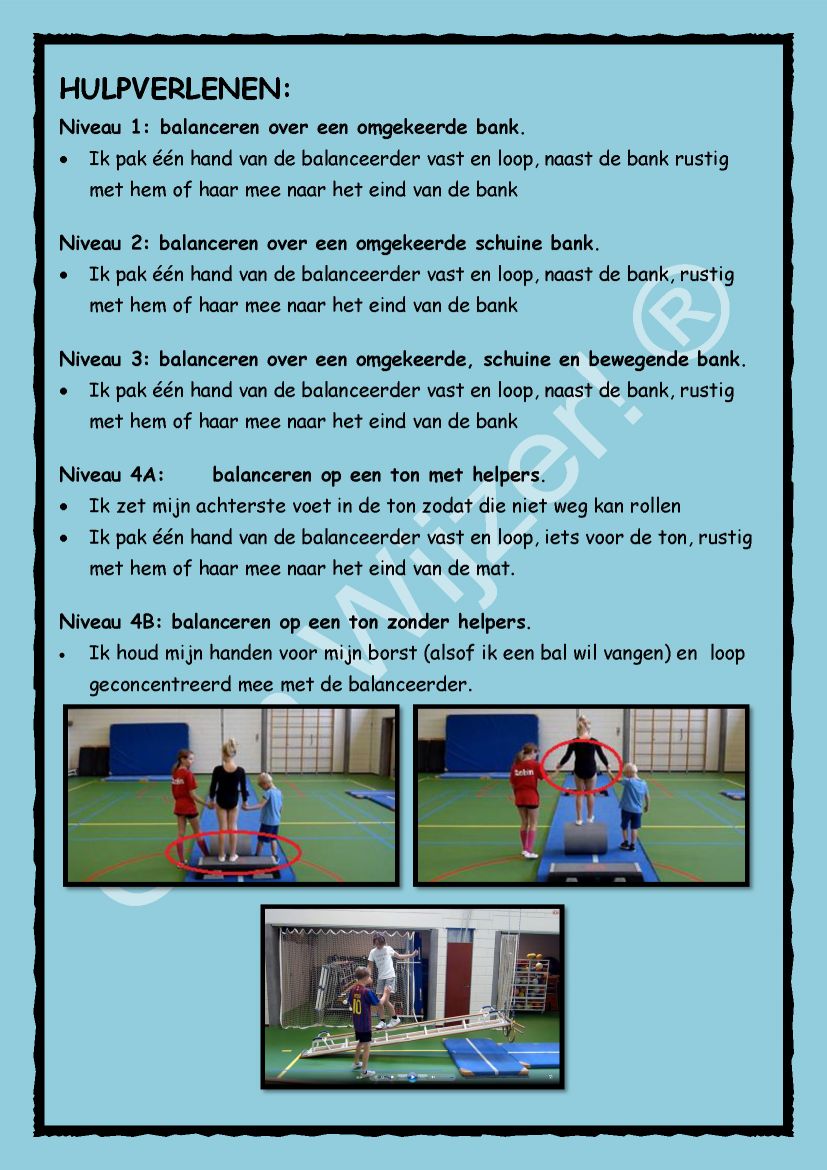 HULPVERLENEN:
Niveau 1: balanceren over een omgekeerde bank.
• Ik pak één hand van de balanceerder vast en loop, naast de bank rustig
met hem of haar mee naar het eind van de bank
Niveau 2: balanceren over een omgekeerde schuine bank.
• Ik pak één hand van de balanceerder vast en loop, naast de bank, rustig
met hem of haar mee naar het eind van de bank
Niveau 3: balanceren over een omgekeerde, schuine en bewegende bank.
• Ik pak één hand van de balanceerder vast en loop, naast de bank, rustig
met hem of haar mee naar het eind van de bank
Niveau 4A: balanceren op een ton met helpers.
• Ik zet mijn achterste voet in de ton zodat die niet weg kan rollen
• Ik pak één hand van de balanceerder vast en loop, iets voor de ton, rustig
met hem of haar mee naar het eind van de mat.
Niveau 4B: balanceren op een ton zonder helpers.
• Ik houd mijn handen voor mijn borst (alsof ik een bal wil vangen) en loop
geconcentreerd mee met de balanceerder.
Wijzer! ®
10